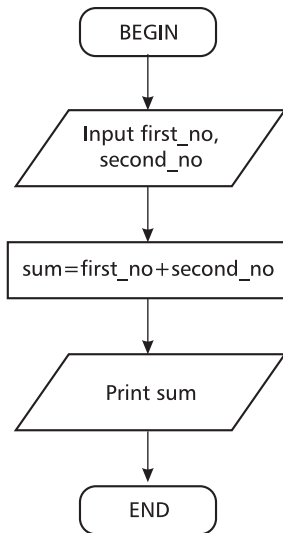 BEGIN
Input first_no,
second_no
sum=first_no+second_no
Print sum
END